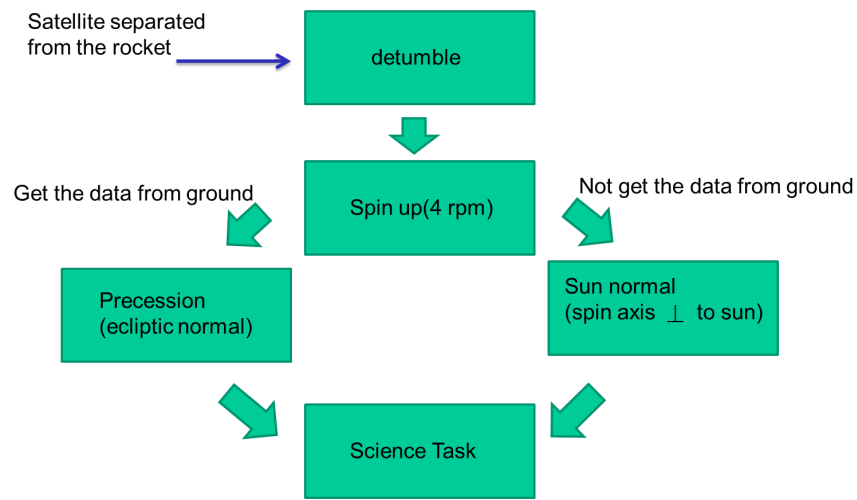 Satellite separated
from the rocket
detumble
Spin up(4 rpm)
Get the data from ground
Not get the data from ground
Precession
(ecliptic normal)
Sun normal
(spin axis ⊥ to sun)
Science Task